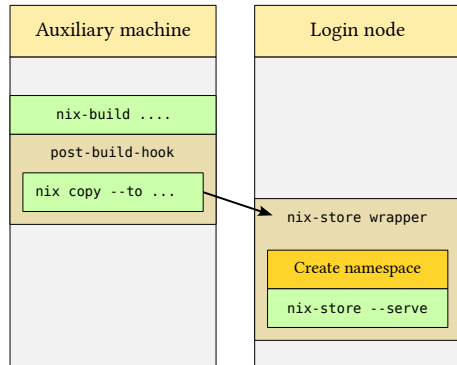 Auxiliary machine
nix-build ....
post-build-hook
nix copy --to ...
Login node
nix-store wrapper
Create namespace
nix-store --serve